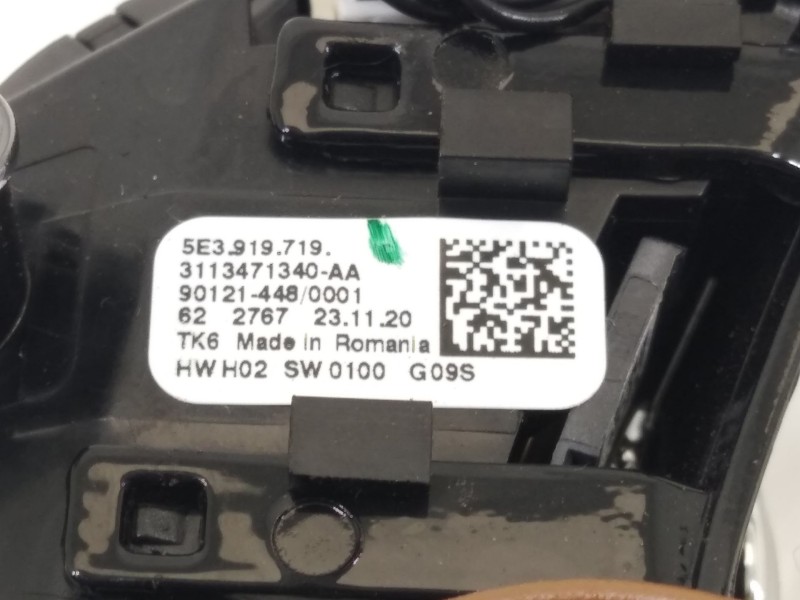 5E3.919.719.
3113471340-AA
90121-448/0001
62 2767 23.11.20
TK6 Made in Romania
HW H02 SW 0100 G09S